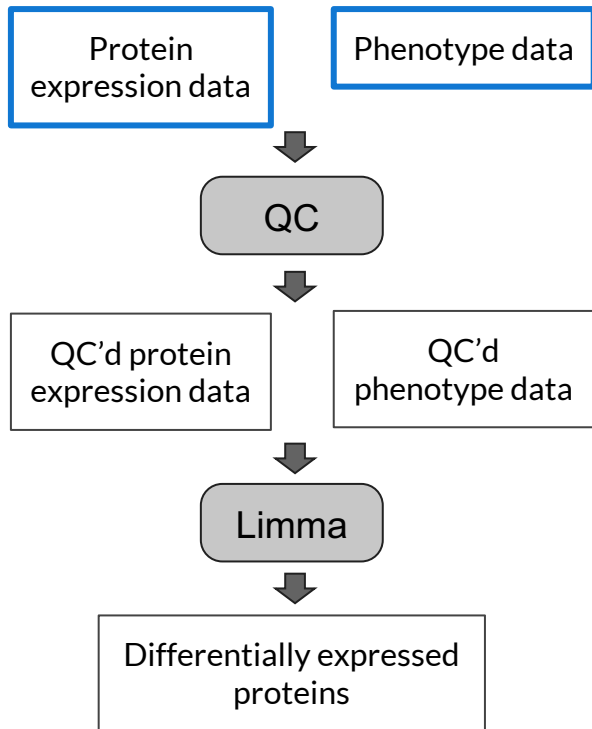 Protein
expression data
Phenotype data
QC
QC’d protein
expression data
QC’d
phenotype data
Limma
Differentially expressed
proteins